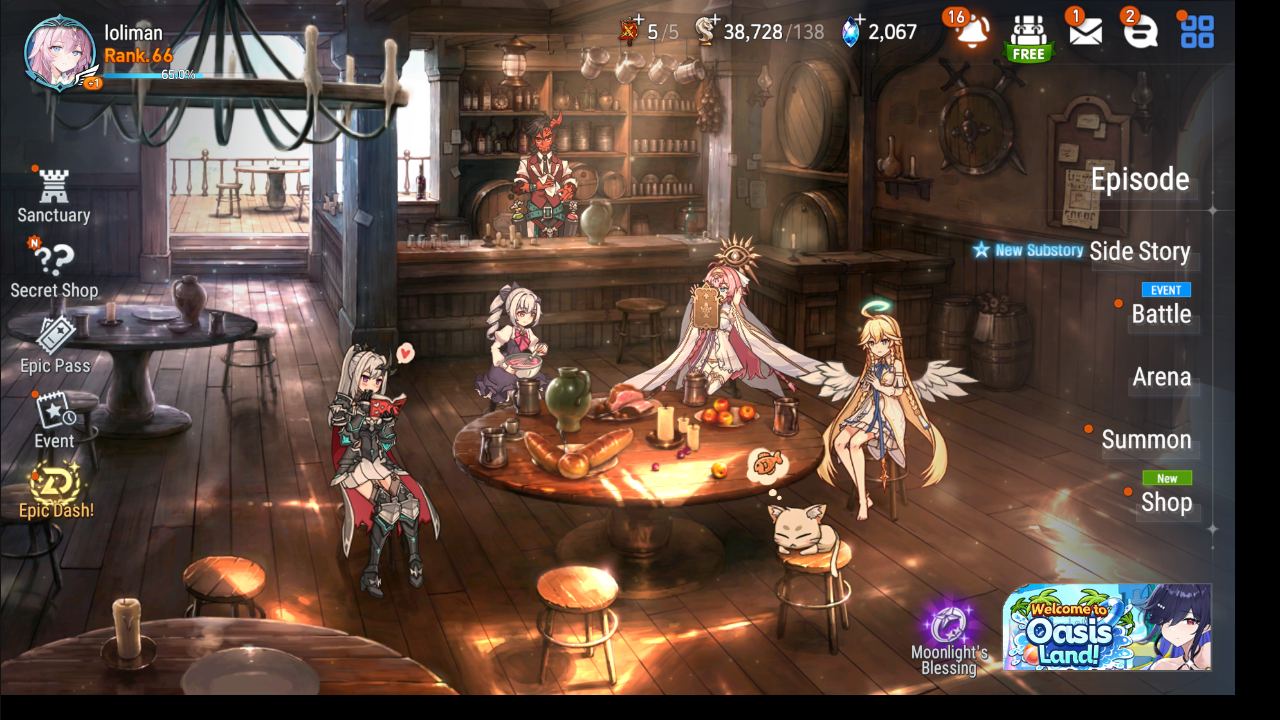 loliman
Rank.66
65.0%
+1
5/5
38,728/138
2,067
16
FREE
1
2
Sanctuary
N
Secret Shop
Epic Pass
Event
Epic Dash!
Episode
New Substory
Side Story
EVENT
Battle
Arena
Summon
New
Shop
Moonlight's
Blessing
Welcome to
Oasis
Land!